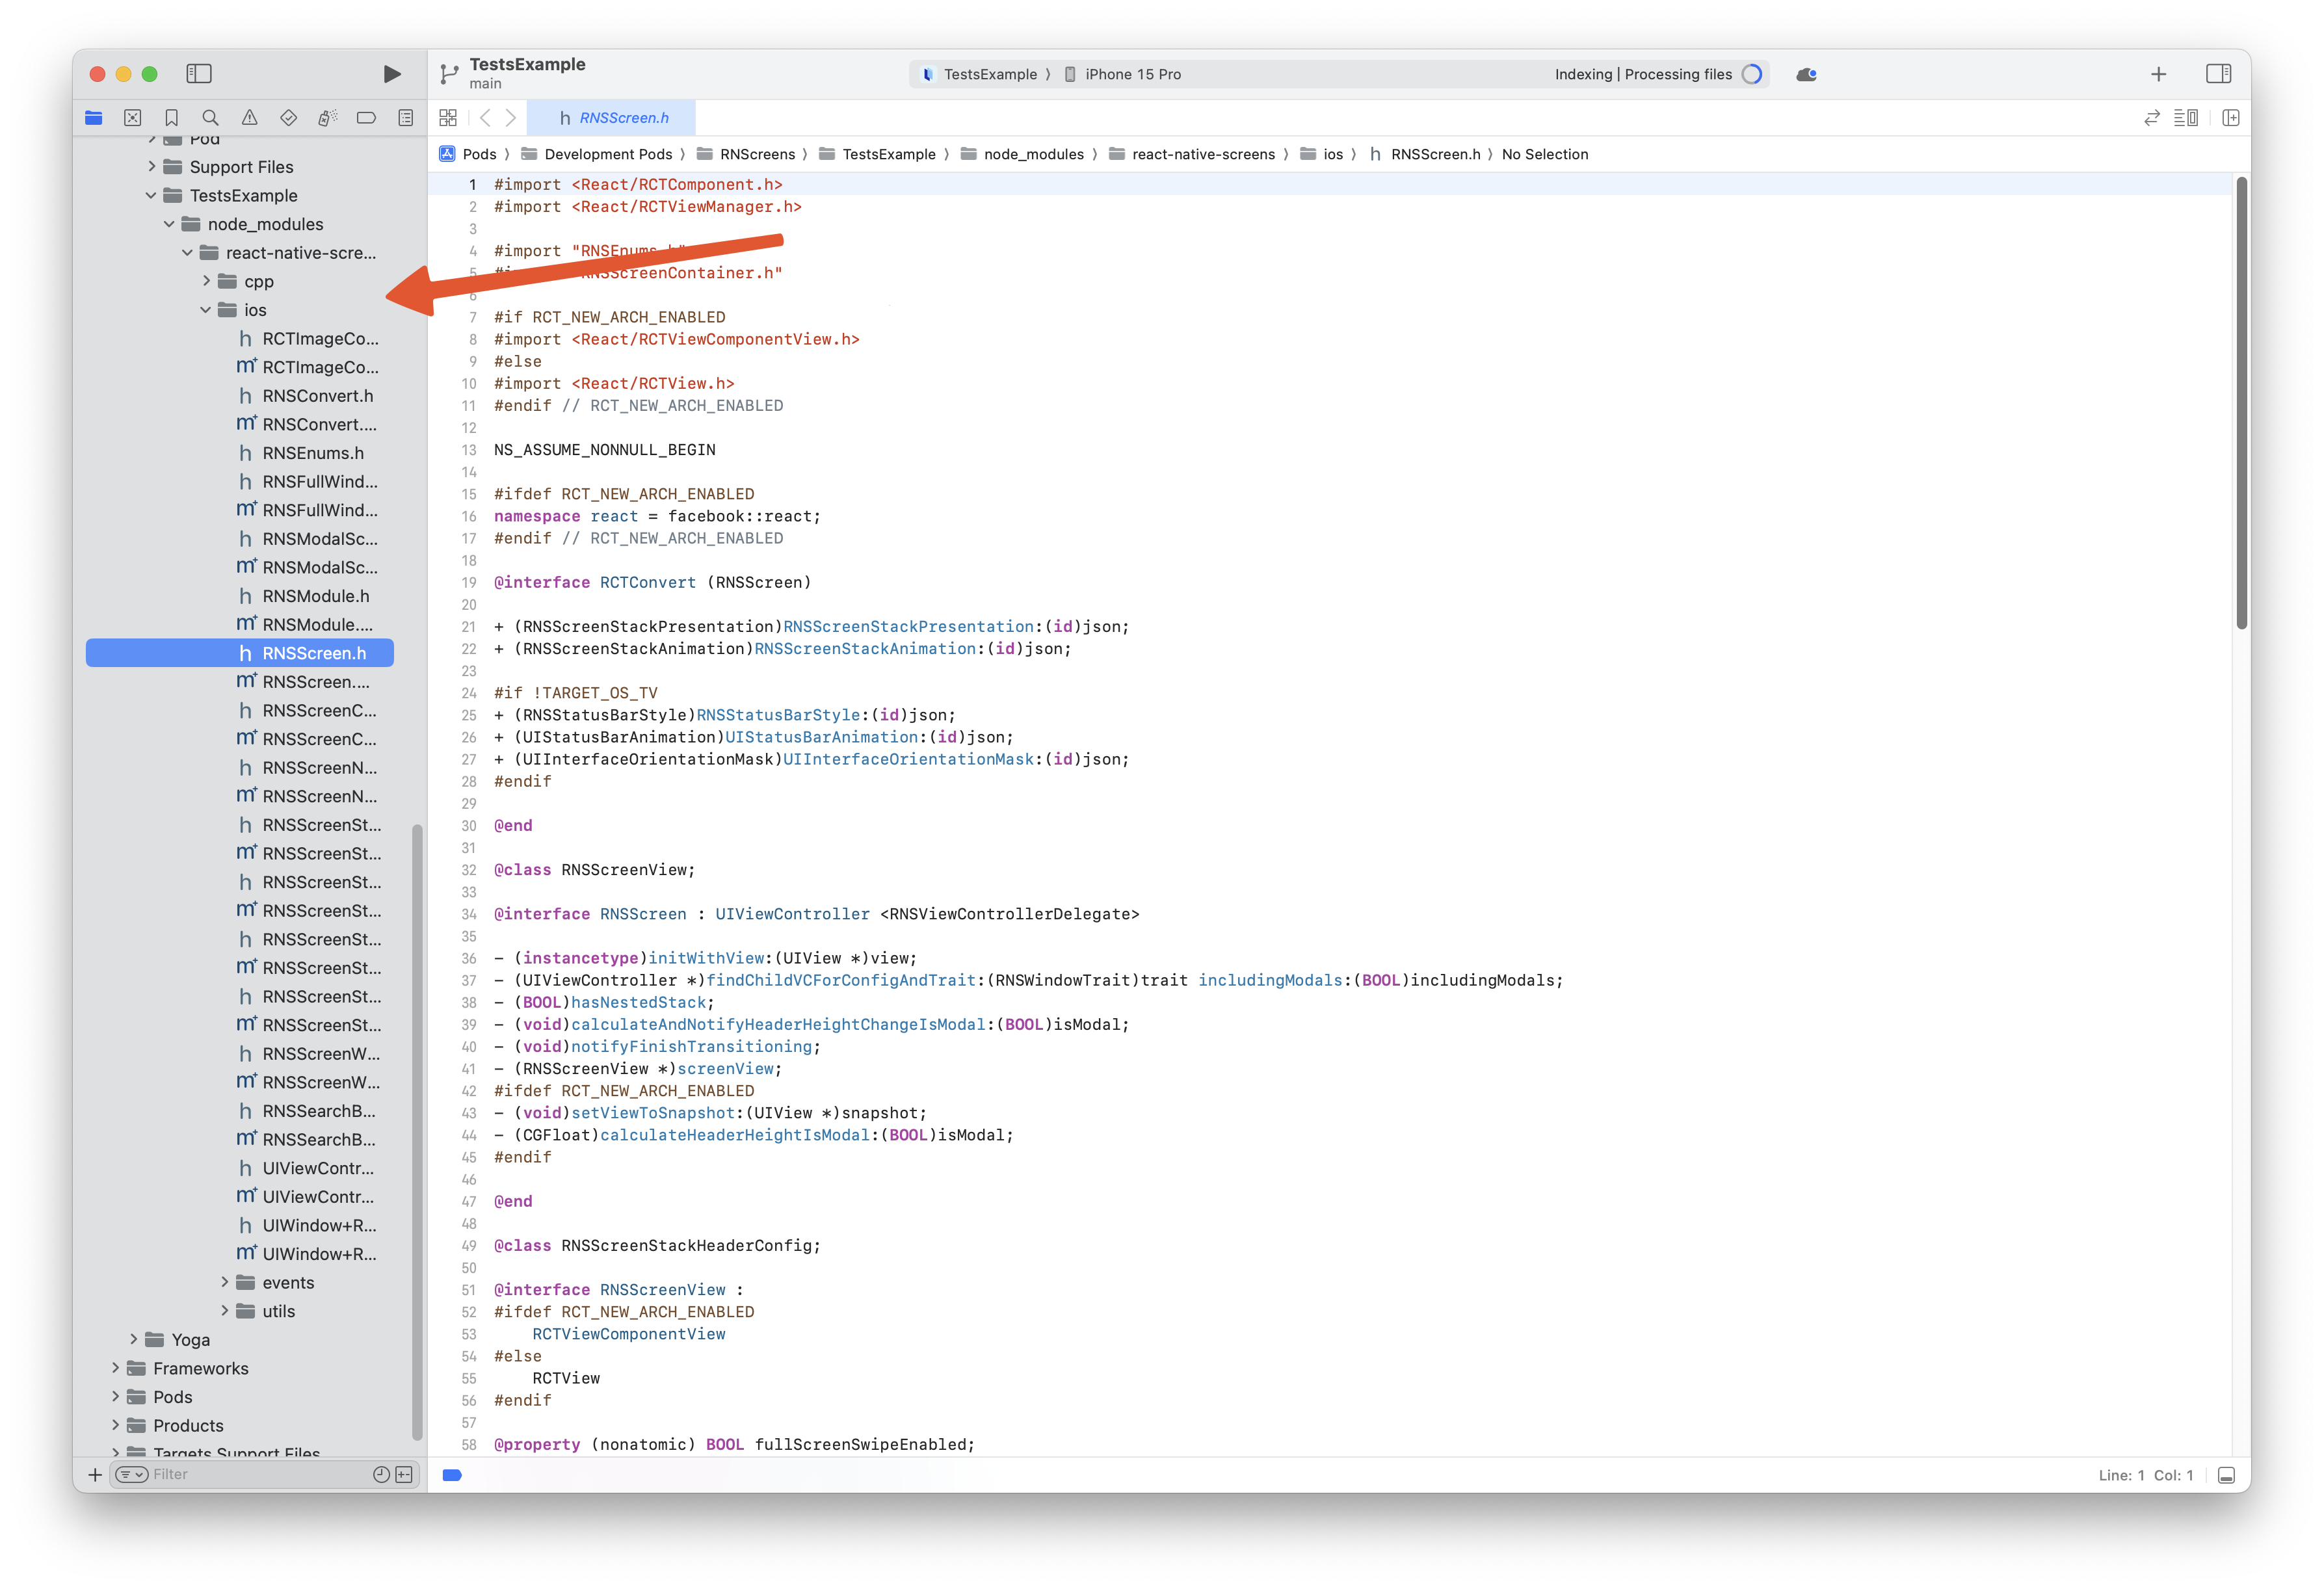 TestsExample
main
TestsExample
iPhone 15 Pro
Indexing | Processing files
RNSScreen.h
Pod
Support Files
TestsExample
node_modules
react-native-scre...
cpp
ios
h RCTImageCo...
m+ RCTImageCo...
h RNSConvert.h
m+ RNSConvert....
h RNSEnums.h
h RNSFullWind...
m+ RNSFullWind...
h RNSModalSc...
m+ RNSModalSc...
h RNSModule.h
m+ RNSModule....
h RNSScreen.h
m+ RNSScreen....
h RNSScreenC...
m+ RNSScreenC...
h RNSScreenN...
m+ RNSScreenN...
h RNSScreenSt...
m+ RNSScreenSt...
h RNSScreenSt...
m+ RNSScreenSt...
h RNSScreenSt...
m+ RNSScreenSt...
h RNSScreenSt...
m+ RNSScreenSt...
h RNSScreenW...
m+ RNSScreenW...
h RNSSearchB...
m+ RNSSearchB...
h UIViewContr...
m+ UIViewContr...
h UIWindow+R...
m+ UIWindow+R...
events
utils
Yoga
Frameworks
Pods
Products
Targets Support Files
Filter
Pods ⟩ Development Pods ⟩ RNScreens ⟩ TestsExample ⟩ node_modules ⟩ react-native-screens ⟩ ios ⟩ h RNSScreen.h ⟩ No Selection
1 #import <React/RCTComponent.h>
2 #import <React/RCTViewManager.h>
3
4 #import "RNSEnums.h"
5 "RNSScreenContainer.h"
6
7 #if RCT_NEW_ARCH_ENABLED
8 #import <React/RCTViewComponentView.h>
9 #else
10 #import <React/RCTView.h>
11 #endif // RCT_NEW_ARCH_ENABLED
12
13 NS_ASSUME_NONNULL_BEGIN
14
15 #ifdef RCT_NEW_ARCH_ENABLED
16 namespace react = facebook::react;
17 #endif // RCT_NEW_ARCH_ENABLED
18
19 @interface RCTConvert (RNSScreen)
20
21 + (RNSScreenStackPresentation)RNSScreenStackPresentation:(id)json;
22 + (RNSScreenStackAnimation)RNSScreenStackAnimation:(id)json;
23
24 #if !TARGET_OS_TV
25 + (RNSStatusBarStyle)RNSStatusBarStyle:(id)json;
26 + (UIStatusBarAnimation)UIStatusBarAnimation:(id)json;
27 + (UIInterfaceOrientationMask)UIInterfaceOrientationMask:(id)json;
28 #endif
29
30 @end
31
32 @class RNSScreenView;
33
34 @interface RNSScreen : UIViewController <RNSViewControllerDelegate>
35
36 - (instancetype)initWithView:(UIView *)view;
37 - (UIViewController *)findChildVCForConfigAndTrait:(RNSWindowTrait)trait includingModals:(BOOL)includingModals;
38 - (BOOL)hasNestedStack;
39 - (void)calculateAndNotifyHeaderHeightChangeIsModal:(BOOL)isModal;
40 - (void)notifyFinishTransitioning;
41 - (RNSScreenView *)screenView;
42 #ifdef RCT_NEW_ARCH_ENABLED
43 - (void)setViewToSnapshot:(UIView *)snapshot;
44 - (CGFloat)calculateHeaderHeightIsModal:(BOOL)isModal;
45 #endif
46
47 @end
48
49 @class RNSScreenStackHeaderConfig;
50
51 @interface RNSScreenView :
52 #ifdef RCT_NEW_ARCH_ENABLED
53 RCTViewComponentView
54 #else
55 RCTView
56 #endif
57
58 @property (nonatomic) BOOL fullScreenSwipeEnabled;
Line: 1 Col: 1